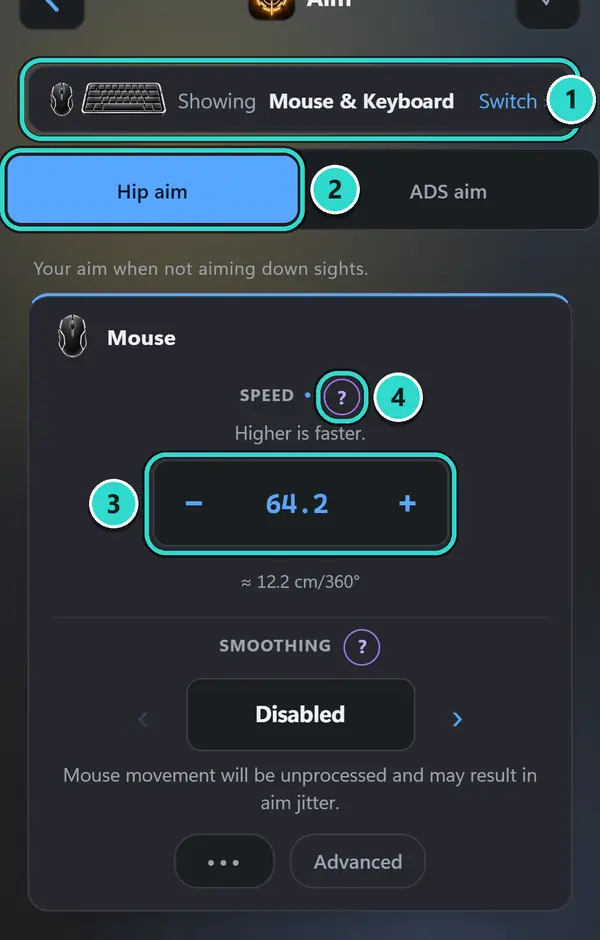 Aim
Showing Mouse & Keyboard Switch
1
Hip aim
2
ADS aim
Your aim when not aiming down sights.
Mouse
SPEED • ?
4
Higher is faster.
3
− 64.2 +
≈ 12.2 cm/360°
SMOOTHING ?
‹ Disabled ›
Mouse movement will be unprocessed and may result in
aim jitter.
••• Advanced